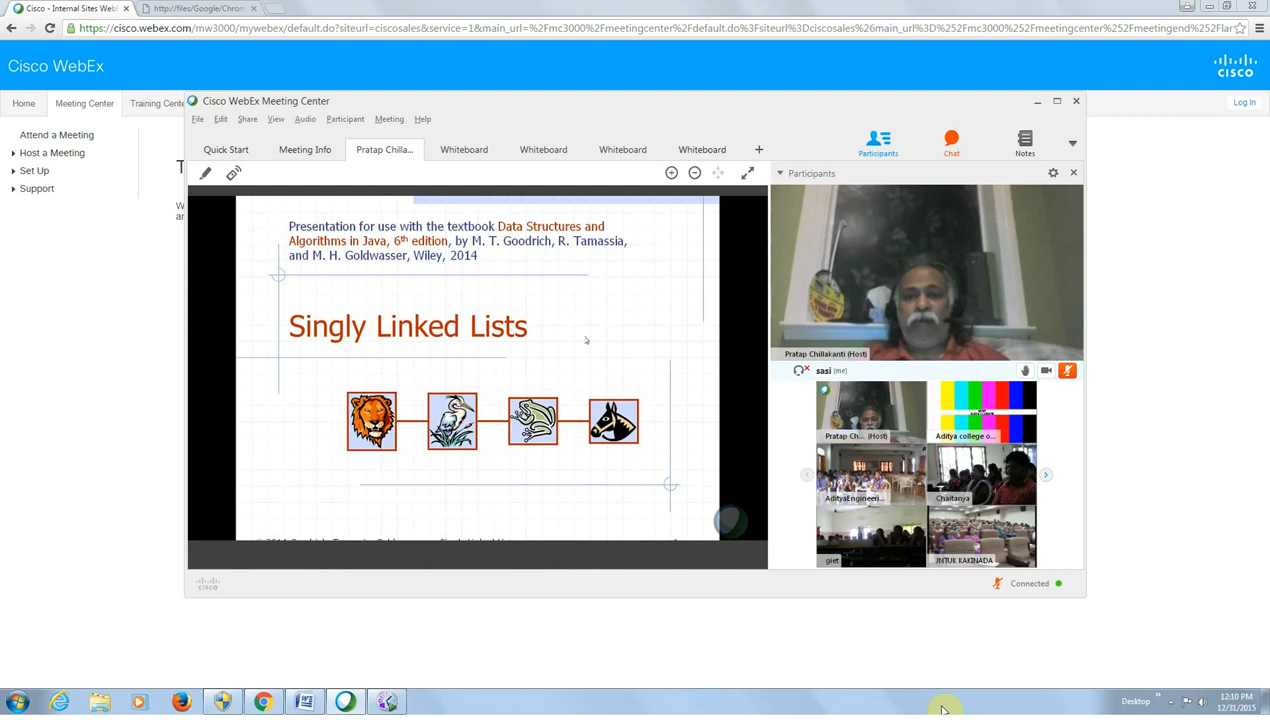 Cisco - Internal Sites Web
http://files/Google/Chrom
https://cisco.webex.com/mw3000/mywebex/default.do?siteurl=ciscosales&service=1&main_url=%2Fmc3000%2Fmeetingcenter%2Fdefault.do%3Fsiteurl%3Dciscosales%26main_url%3D%252Fmc3000%252Fmeetingcenter%252Fmeetingend%252Flan
Cisco WebEx
CISCO
Home Meeting Center Training Cente
Log In
Attend a Meeting
Host a Meeting
Set Up
Support
T
W
ar
Cisco WebEx Meeting Center
File Edit Share View Audio Participant Meeting Help
Quick Start Meeting Info Pratap Chilla... Whiteboard Whiteboard Whiteboard Whiteboard +
Participants Chat Notes
Presentation for use with the textbook Data Structures and
Algorithms in Java, 6th edition, by M. T. Goodrich, R. Tamassia,
and M. H. Goldwasser, Wiley, 2014
Singly Linked Lists
Participants
Pratap Chillakanti (Host)
sasi (me)
Pratap Ch... (Host)
Aditya college o...
AdityaEngineeri...
Chaitanya
giet
JNTUK KAKINADA
CISCO
Connected
Desktop
12:10 PM
12/31/2015